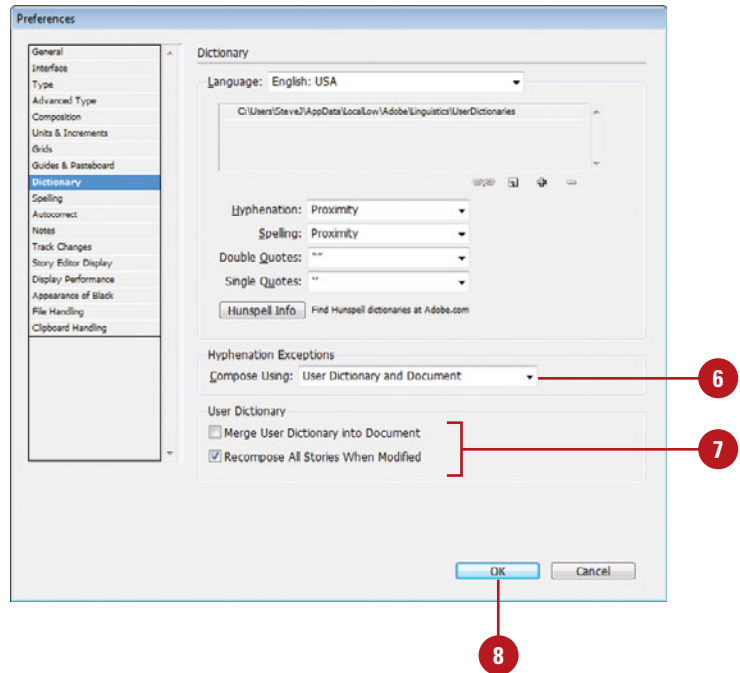 Preferences
General
Interface
Type
Advanced Type
Composition
Units & Increments
Grids
Guides & Pasteboard
Dictionary
Spelling
Autocorrect
Notes
Track Changes
Story Editor Display
Display Performance
Appearance of Black
File Handling
Clipboard Handling
Dictionary
Language: English: USA
C:\Users\SteveJ\AppData\LocalLow\Adobe\Linguistics\UserDictionaries
Hyphenation: Proximity
Spelling: Proximity
Double Quotes: “”
Single Quotes: ‘’
Hunspell Info Find Hunspell dictionaries at Adobe.com
Hyphenation Exceptions
Compose Using: User Dictionary and Document
6
User Dictionary
Merge User Dictionary into Document
Recompose All Stories When Modified
7
OK Cancel
8